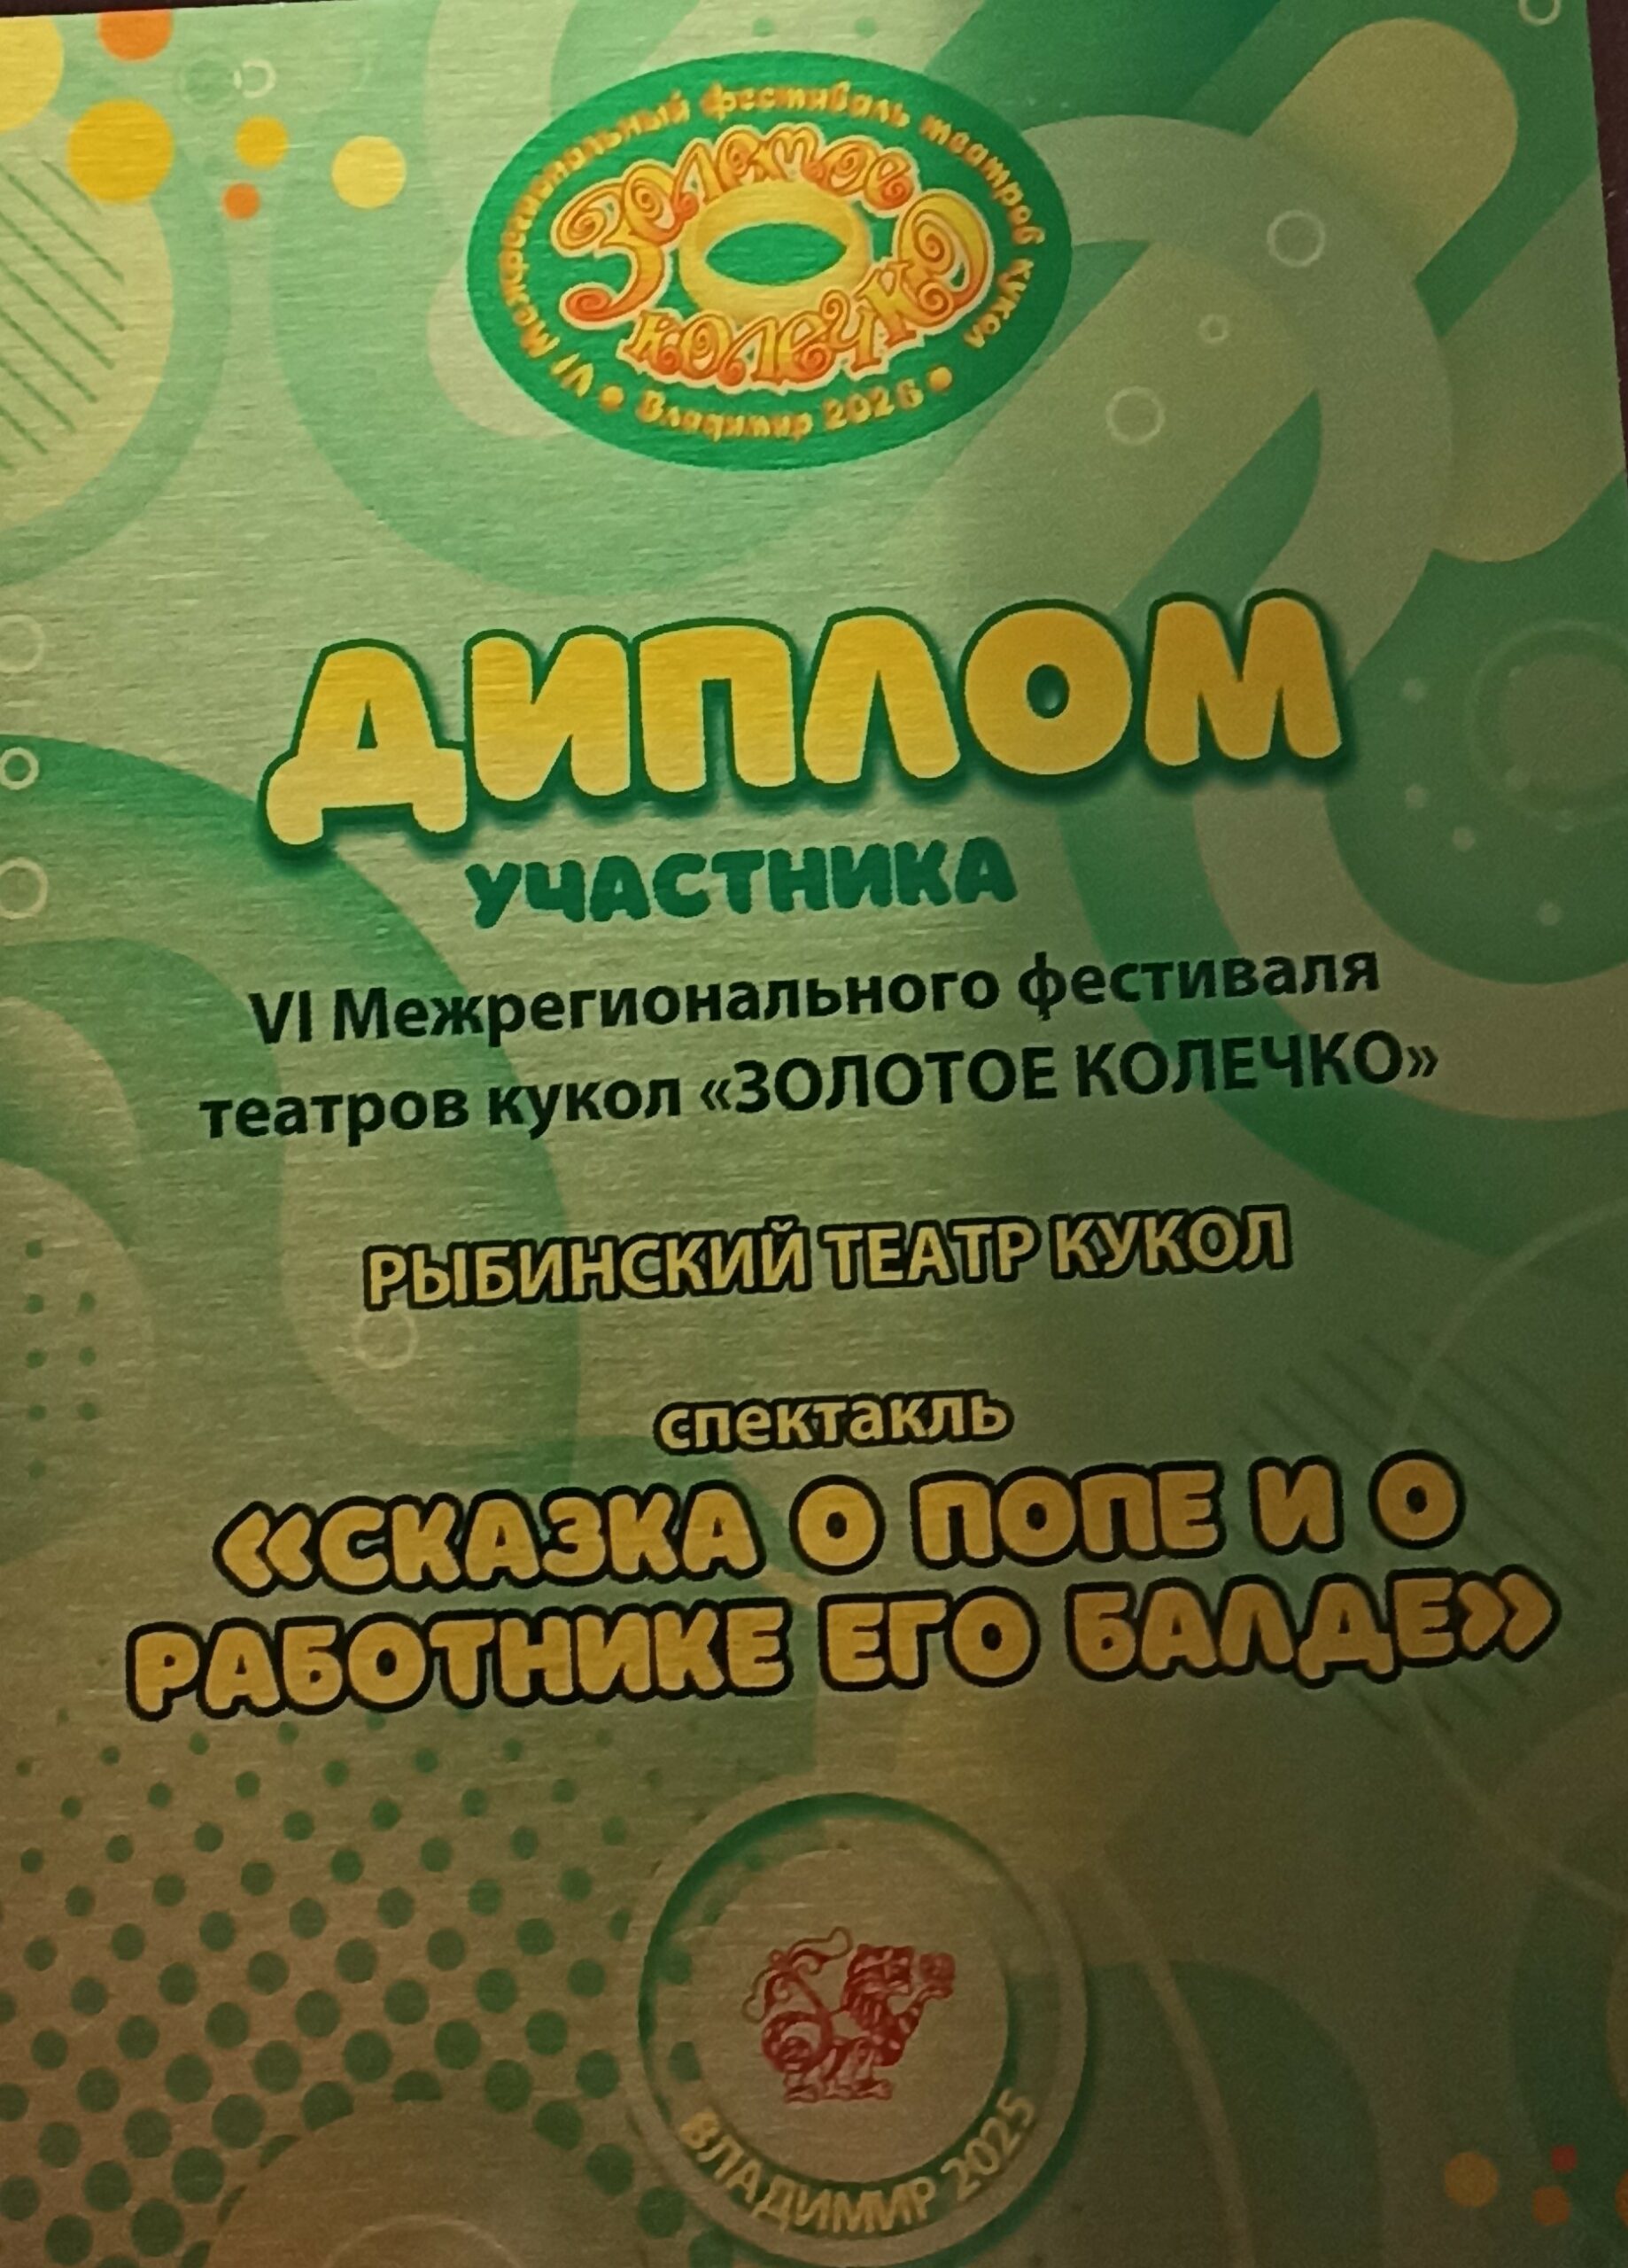 VI Межрегиональный фестиваль театров кукол
Золотое
колечко
Владимир 2026
ДИПЛОМ
УЧАСТНИКА
VI Межрегионального фестиваля
театров кукол «ЗОЛОТОЕ КОЛЕЧКО»
РЫБИНСКИЙ ТЕАТР КУКОЛ
спектакль
«СКАЗКА О ПОПЕ И О
РАБОТНИКЕ ЕГО БАЛДЕ»
ВЛАДИМИР 2025